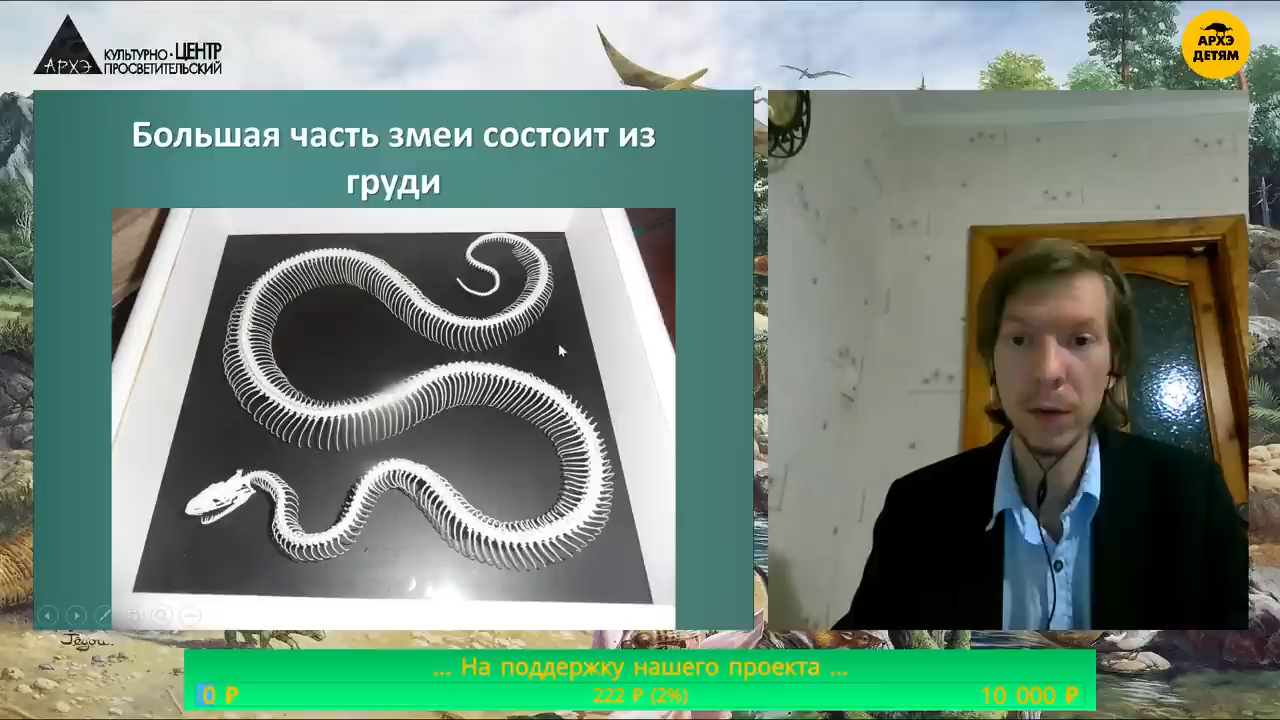 АРХЭ
КУЛЬТУРНО · ЦЕНТР
ПРОСВЕТИТЕЛЬСКИЙ
АРХЭ
ДЕТЯМ
Большая часть змеи состоит из
груди
... На поддержку нашего проекта ...
0 ₽
222 ₽ (2%)
10 000 ₽